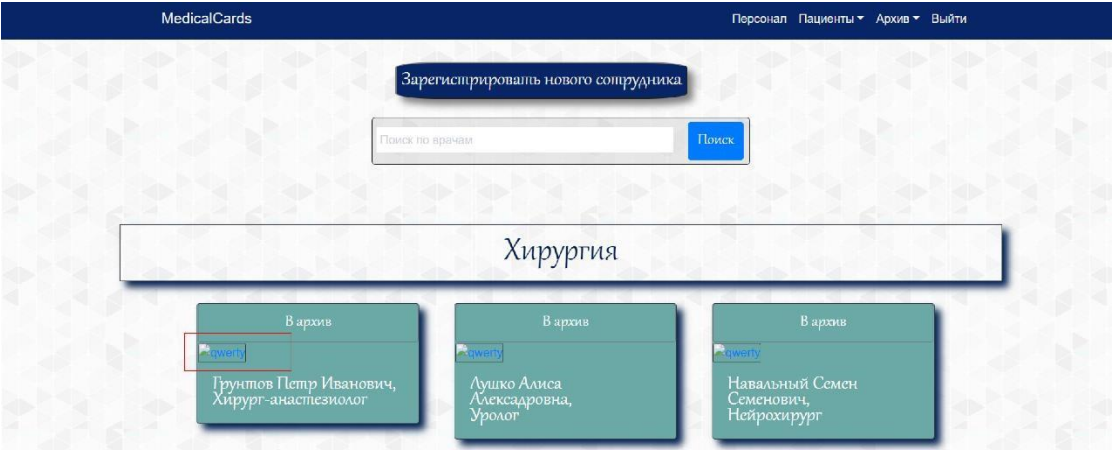 MedicalCards Персонал Пациенты Архив Выйти
Зарегистрировать нового сотрудника
Поиск по врачам Поиск
Хирургия
В архив
qwerty
Грунтов Петр Иванович,
Хирург-анастезиолог
В архив
qwerty
Лушко Алиса
Алексадровна,
Уролог
В архив
qwerty
Навальный Семен
Семенович,
Нейрохирург